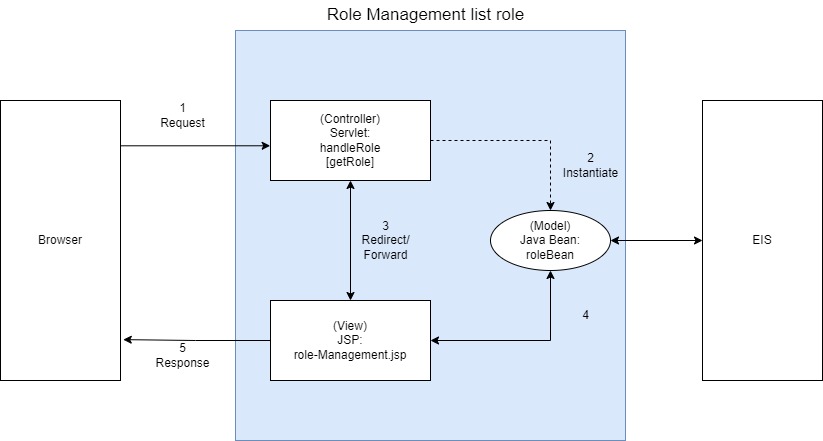 Role Management list role
1
Request
(Controller)
Servlet:
handleRole
[getRole]
2
Instantiate
3
Redirect/
Forward
Browser
(Model)
Java Bean:
roleBean
EIS
4
(View)
JSP:
role-Management.jsp
5
Response